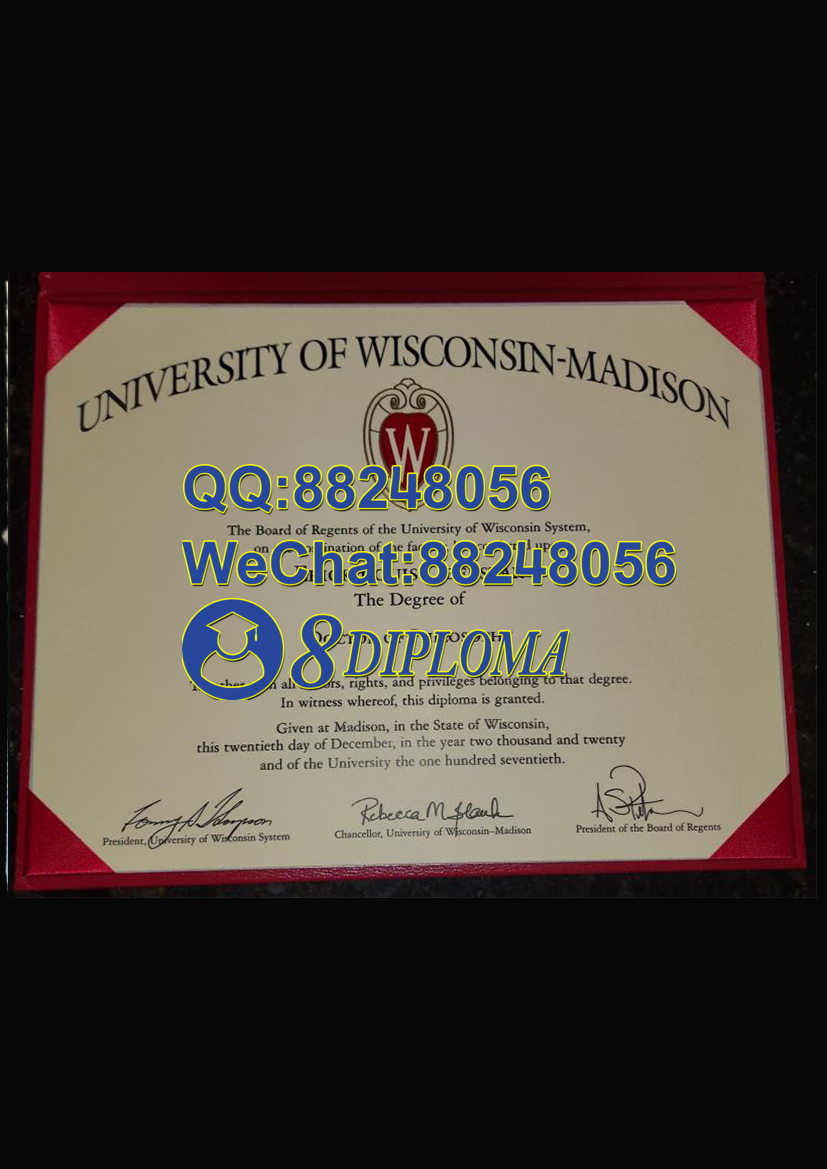 UNIVERSITY OF WISCONSIN-MADISON
W
QQ:88248056
The Board of Regents of the University of Wisconsin System,
on of the
WeChat:88248056
The Degree of
8DIPLOMA
all rights, and privileges belonging to that degree.
In witness whereof, this diploma is granted.
Given at Madison, in the State of Wisconsin,
this twentieth day of December, in the year two thousand and twenty
and of the University the one hundred seventieth.
President, University of Wisconsin System
Chancellor, University of Wisconsin–Madison
President of the Board of Regents